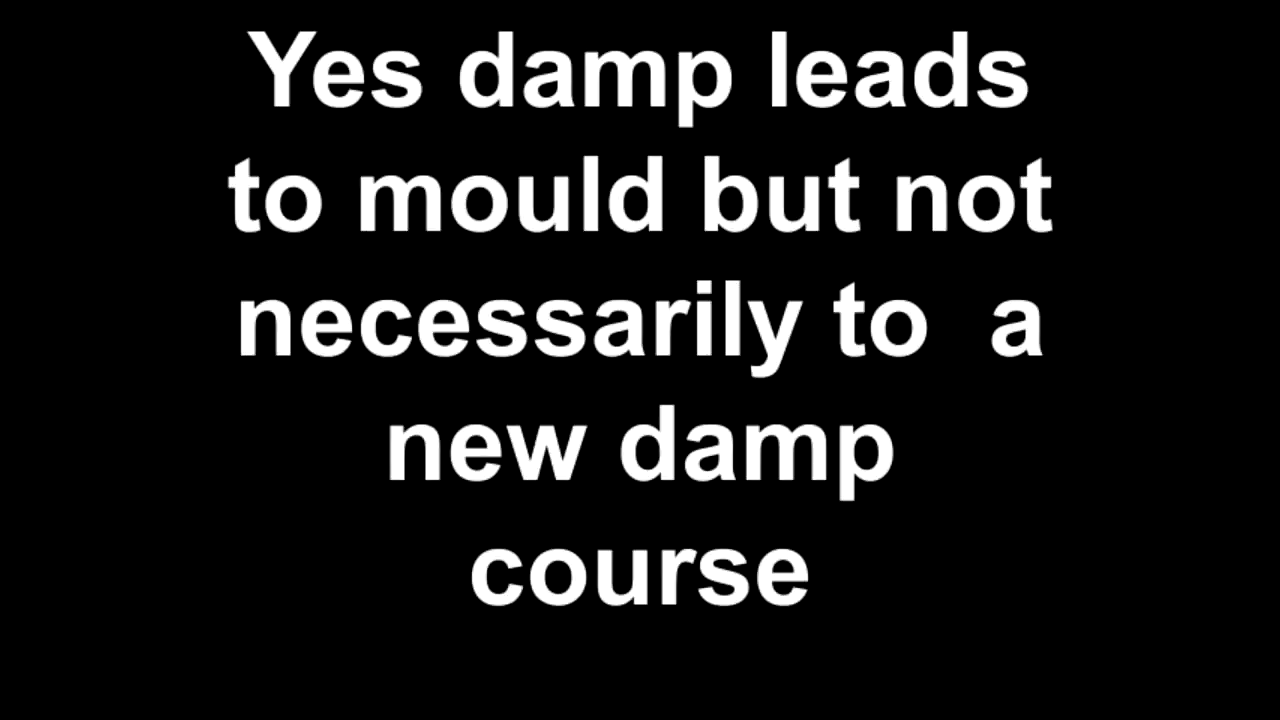 Yes damp leads
to mould but not
necessarily to  a
new damp
course